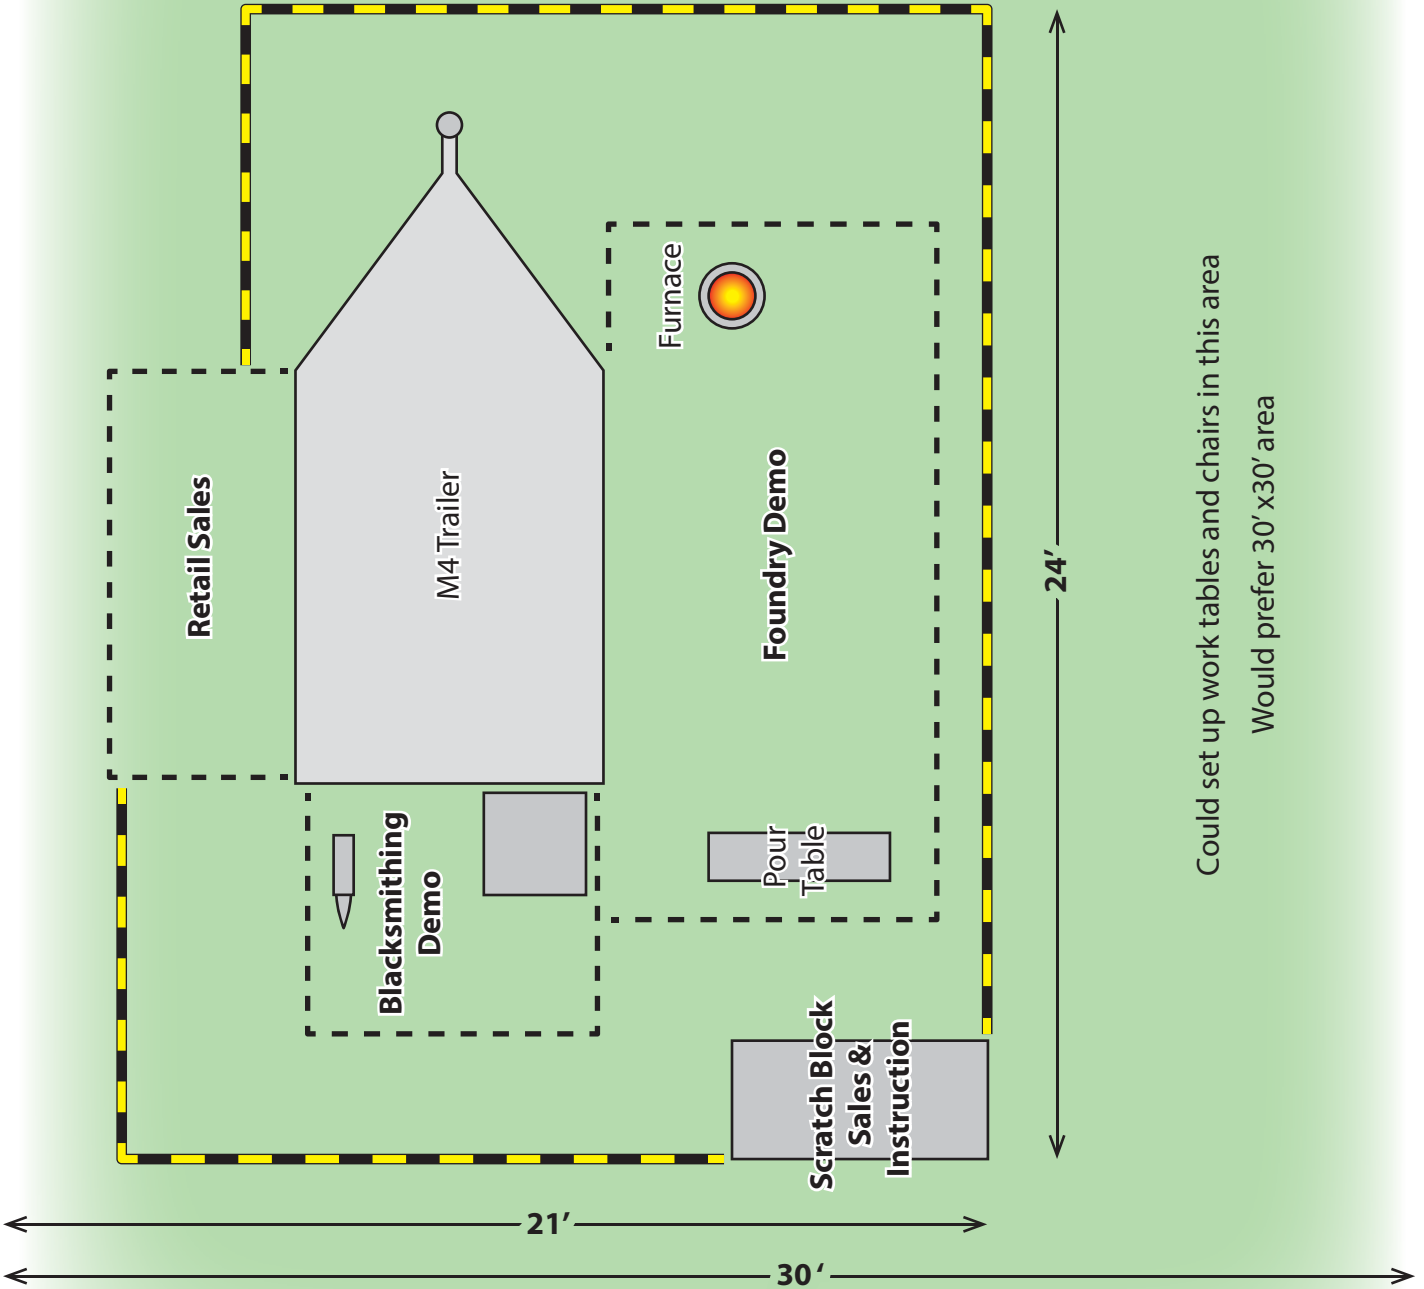 Furnace
Retail Sales
M4 Trailer
Foundry Demo
Blacksmithing
Demo
Pour
Table
Scratch Block
Sales &
Instruction
24’
Could set up work tables and chairs in this area
Would prefer 30’x30’ area
21’
30‘